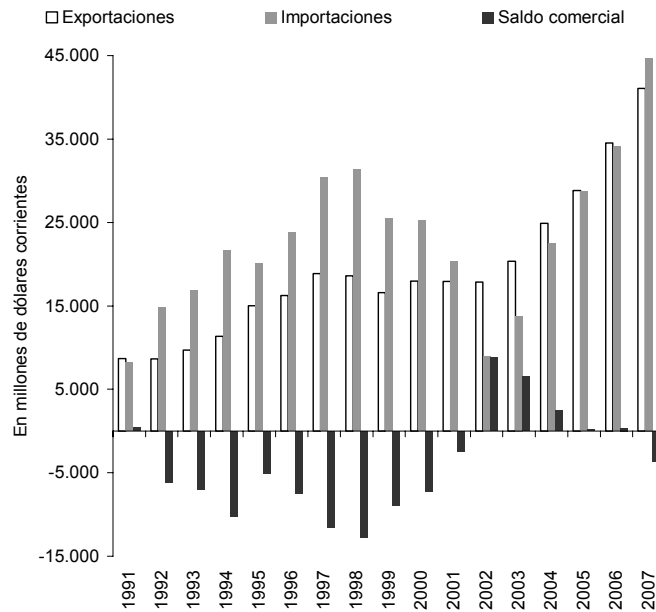 Exportaciones Importaciones Saldo comercial
En millones de dólares corrientes
45.000
35.000
25.000
15.000
5.000
-5.000
-15.000
1991 1992 1993 1994 1995 1996 1997 1998 1999 2000 2001 2002 2003 2004 2005 2006 2007